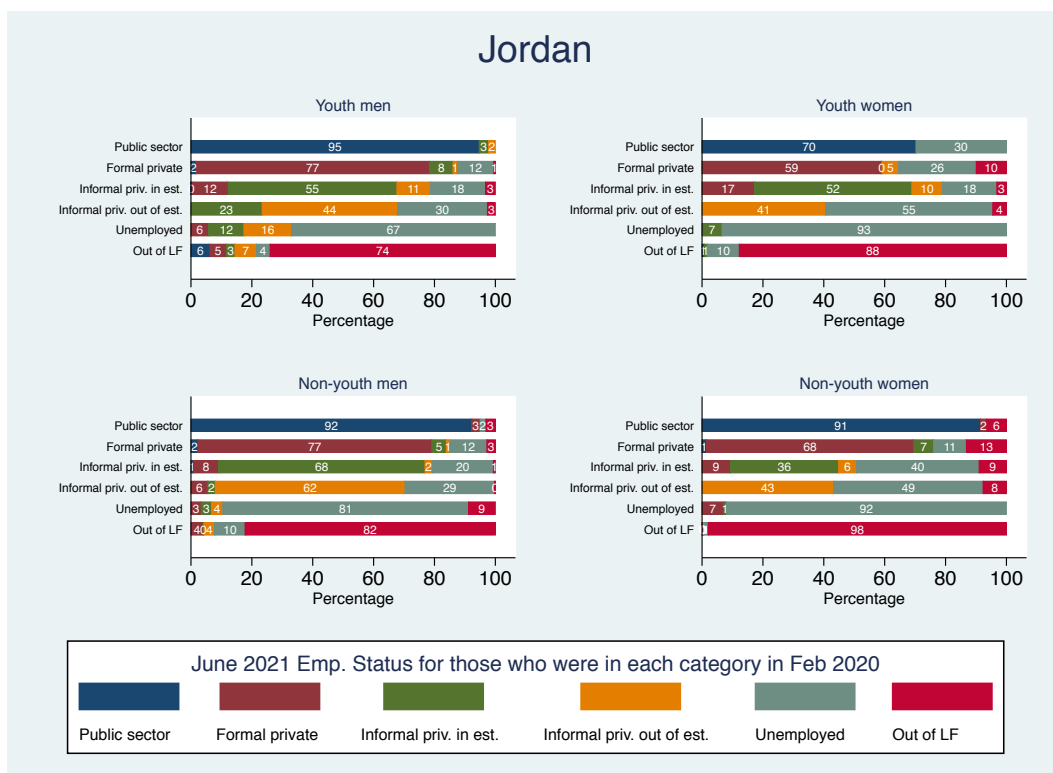 Jordan
Youth men
Public sector 95 3 2
Formal private 2 77 8 1 12 1
Informal priv. in est. 0 12 55 11 18 3
Informal priv. out of est. 23 44 30 3
Unemployed 6 12 16 67
Out of LF 6 5 3 7 4 74
0 20 40 60 80 100
Percentage
Youth women
Public sector 70 30
Formal private 59 0 5 26 10
Informal priv. in est. 17 52 10 18 3
Informal priv. out of est. 41 55 4
Unemployed 7 93
Out of LF 1 1 10 88
0 20 40 60 80 100
Percentage
Non-youth men
Public sector 92 3 2 3
Formal private 2 77 5 1 12 3
Informal priv. in est. 1 8 68 2 20 1
Informal priv. out of est. 6 2 62 29 0
Unemployed 3 3 4 81 9
Out of LF 4 0 4 10 82
0 20 40 60 80 100
Percentage
Non-youth women
Public sector 91 2 6
Formal private 1 68 7 11 13
Informal priv. in est. 9 36 6 40 9
Informal priv. out of est. 43 49 8
Unemployed 7 1 92
Out of LF 98
0 20 40 60 80 100
Percentage
June 2021 Emp. Status for those who were in each category in Feb 2020
Public sector Formal private Informal priv. in est. Informal priv. out of est. Unemployed Out of LF